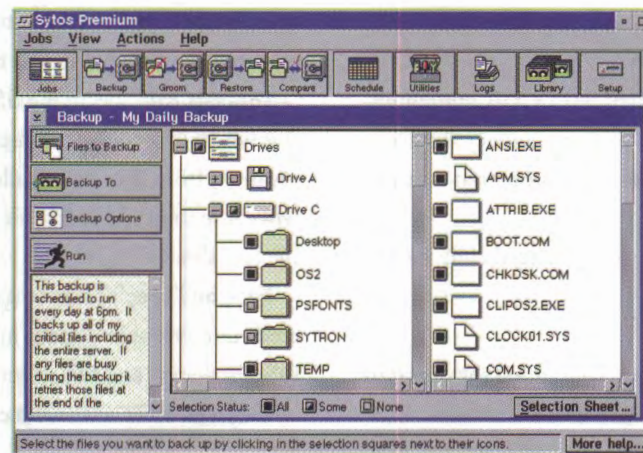 Sytos Premium
Jobs View Actions Help
Jobs Backup Groom Restore Compare Schedule Utilities Logs Library Setup
Backup - My Daily Backup
Files to Backup
Backup To
Backup Options
Run
This backup is
scheduled to run
every day at 6pm. It
backs up all of my
critical files including
the entire server. If
any files are busy
during the backup it
retries those files at
the end of the
Drives
Drive A
Drive C
Desktop
OS2
PSFONTS
SYTRON
TEMP
ANSI.EXE
APM.SYS
ATTRIB.EXE
BOOT.COM
CHKDSK.COM
CLIPOS2.EXE
CLOCK01.SYS
COM.SYS
Selection Status: All Some None
Selection Sheet...
Select the files you want to back up by clicking in the selection squares next to their icons.
More help...